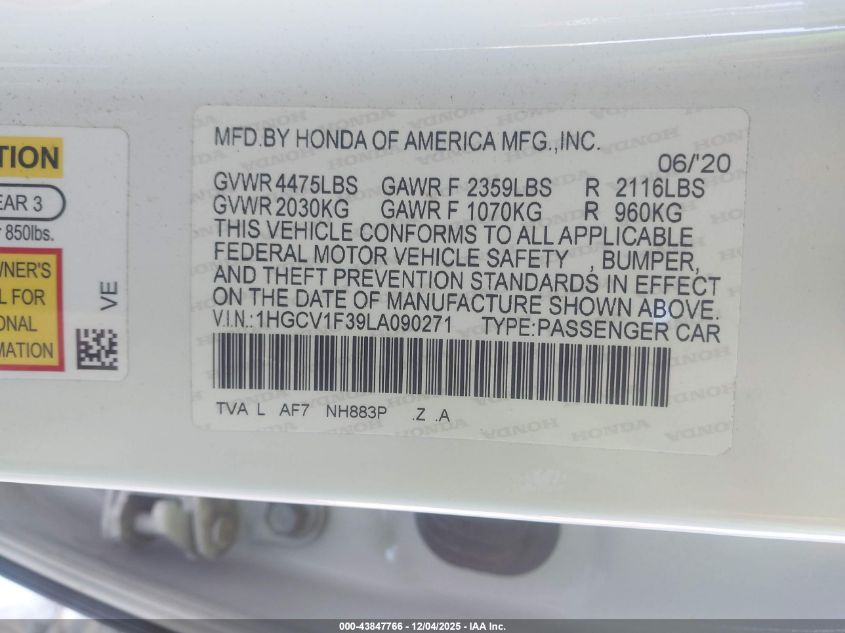 TION
EAR 3
850lbs.
WNER'S
L FOR
ONAL
MATION
VE
MFD.BY HONDA OF AMERICA MFG.,INC.
06/'20
GVWR 4475LBS GAWR F 2359LBS R 2116LBS
GVWR 2030KG GAWR F 1070KG R 960KG
THIS VEHICLE CONFORMS TO ALL APPLICABLE
FEDERAL MOTOR VEHICLE SAFETY , BUMPER,
AND THEFT PREVENTION STANDARDS IN EFFECT
ON THE DATE OF MANUFACTURE SHOWN ABOVE.
V.I.N.:1HGCV1F39LA090271 TYPE:PASSENGER CAR
TVA L AF7 NH883P .Z .A
000-43847766 - 12/04/2025 - IAA Inc.